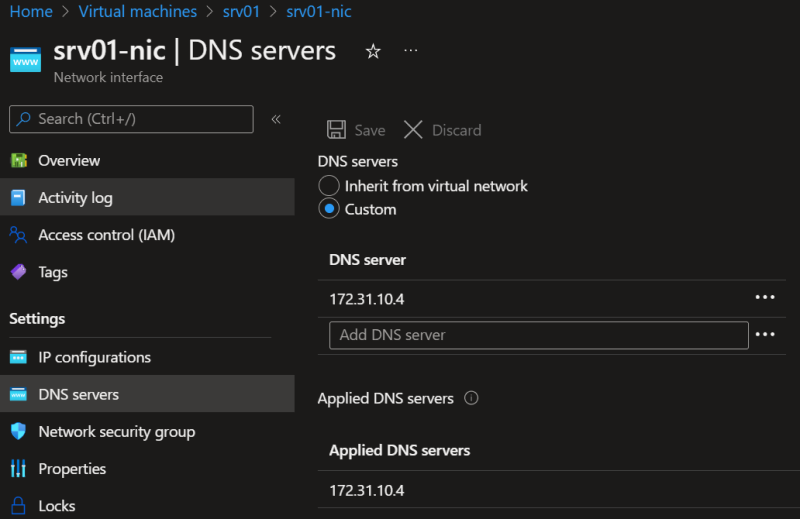 Home > Virtual machines > srv01 > srv01-nic
srv01-nic | DNS servers ☆ ···
www
Network interface
Search (Ctrl+/) «
Overview
Activity log
Access control (IAM)
Tags
Settings
IP configurations
DNS servers
Network security group
Properties
Locks
Save Discard
DNS servers
Inherit from virtual network
Custom
DNS server
172.31.10.4 ···
Add DNS server ···
Applied DNS servers
Applied DNS servers
172.31.10.4